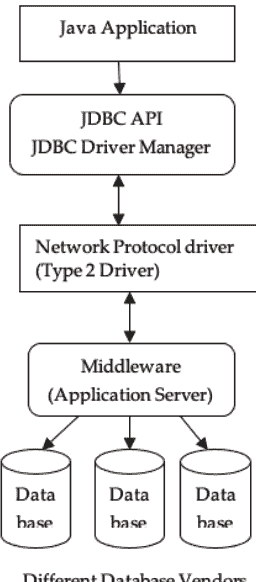 Java Application
JDBC API
JDBC Driver Manager
Network Protocol driver
(Type 2 Driver)
Middleware
(Application Server)
Data Data Data
base base base
Different Database Vendors